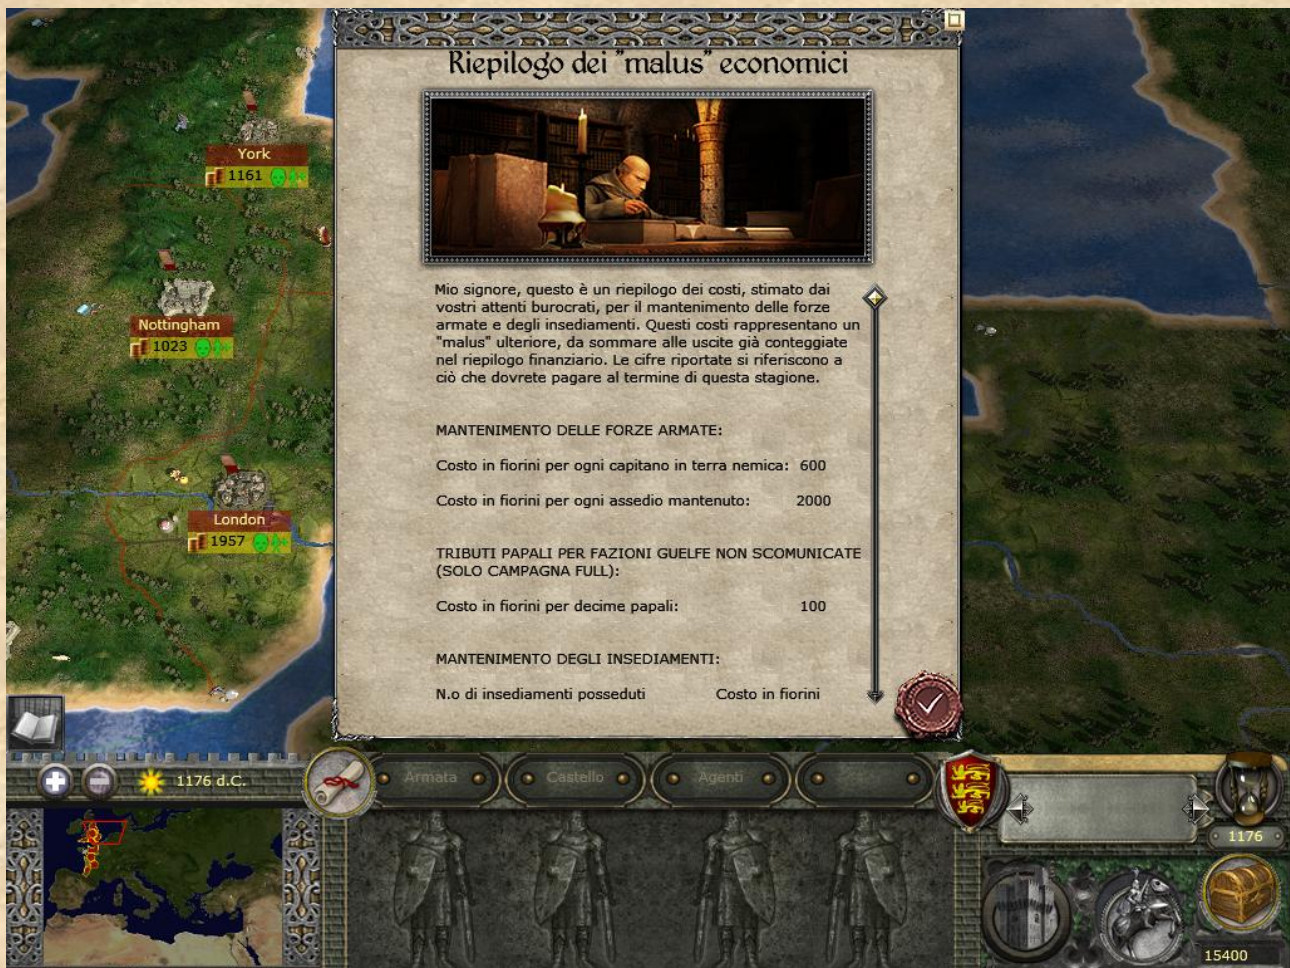 Riepilogo dei "malus" economici
York
1161
Nottingham
1023
London
1957
Mio signore, questo è un riepilogo dei costi, stimato dai
vostri attenti burocrati, per il mantenimento delle forze
armate e degli insediamenti. Questi costi rappresentano un
"malus" ulteriore, da sommare alle uscite già conteggiate
nel riepilogo finanziario. Le cifre riportate si riferiscono a
ciò che dovrete pagare al termine di questa stagione.
MANTENIMENTO DELLE FORZE ARMATE:
Costo in fiorini per ogni capitano in terra nemica: 600
Costo in fiorini per ogni assedio mantenuto: 2000
TRIBUTI PAPALI PER FAZIONI GUELFE NON SCOMUNICATE
(SOLO CAMPAGNA FULL):
Costo in fiorini per decime papali: 100
MANTENIMENTO DEGLI INSEDIAMENTI:
N.o di insediamenti posseduti Costo in fiorini
1176 d.C.
Armata
Castello
Agenti
1176
15400